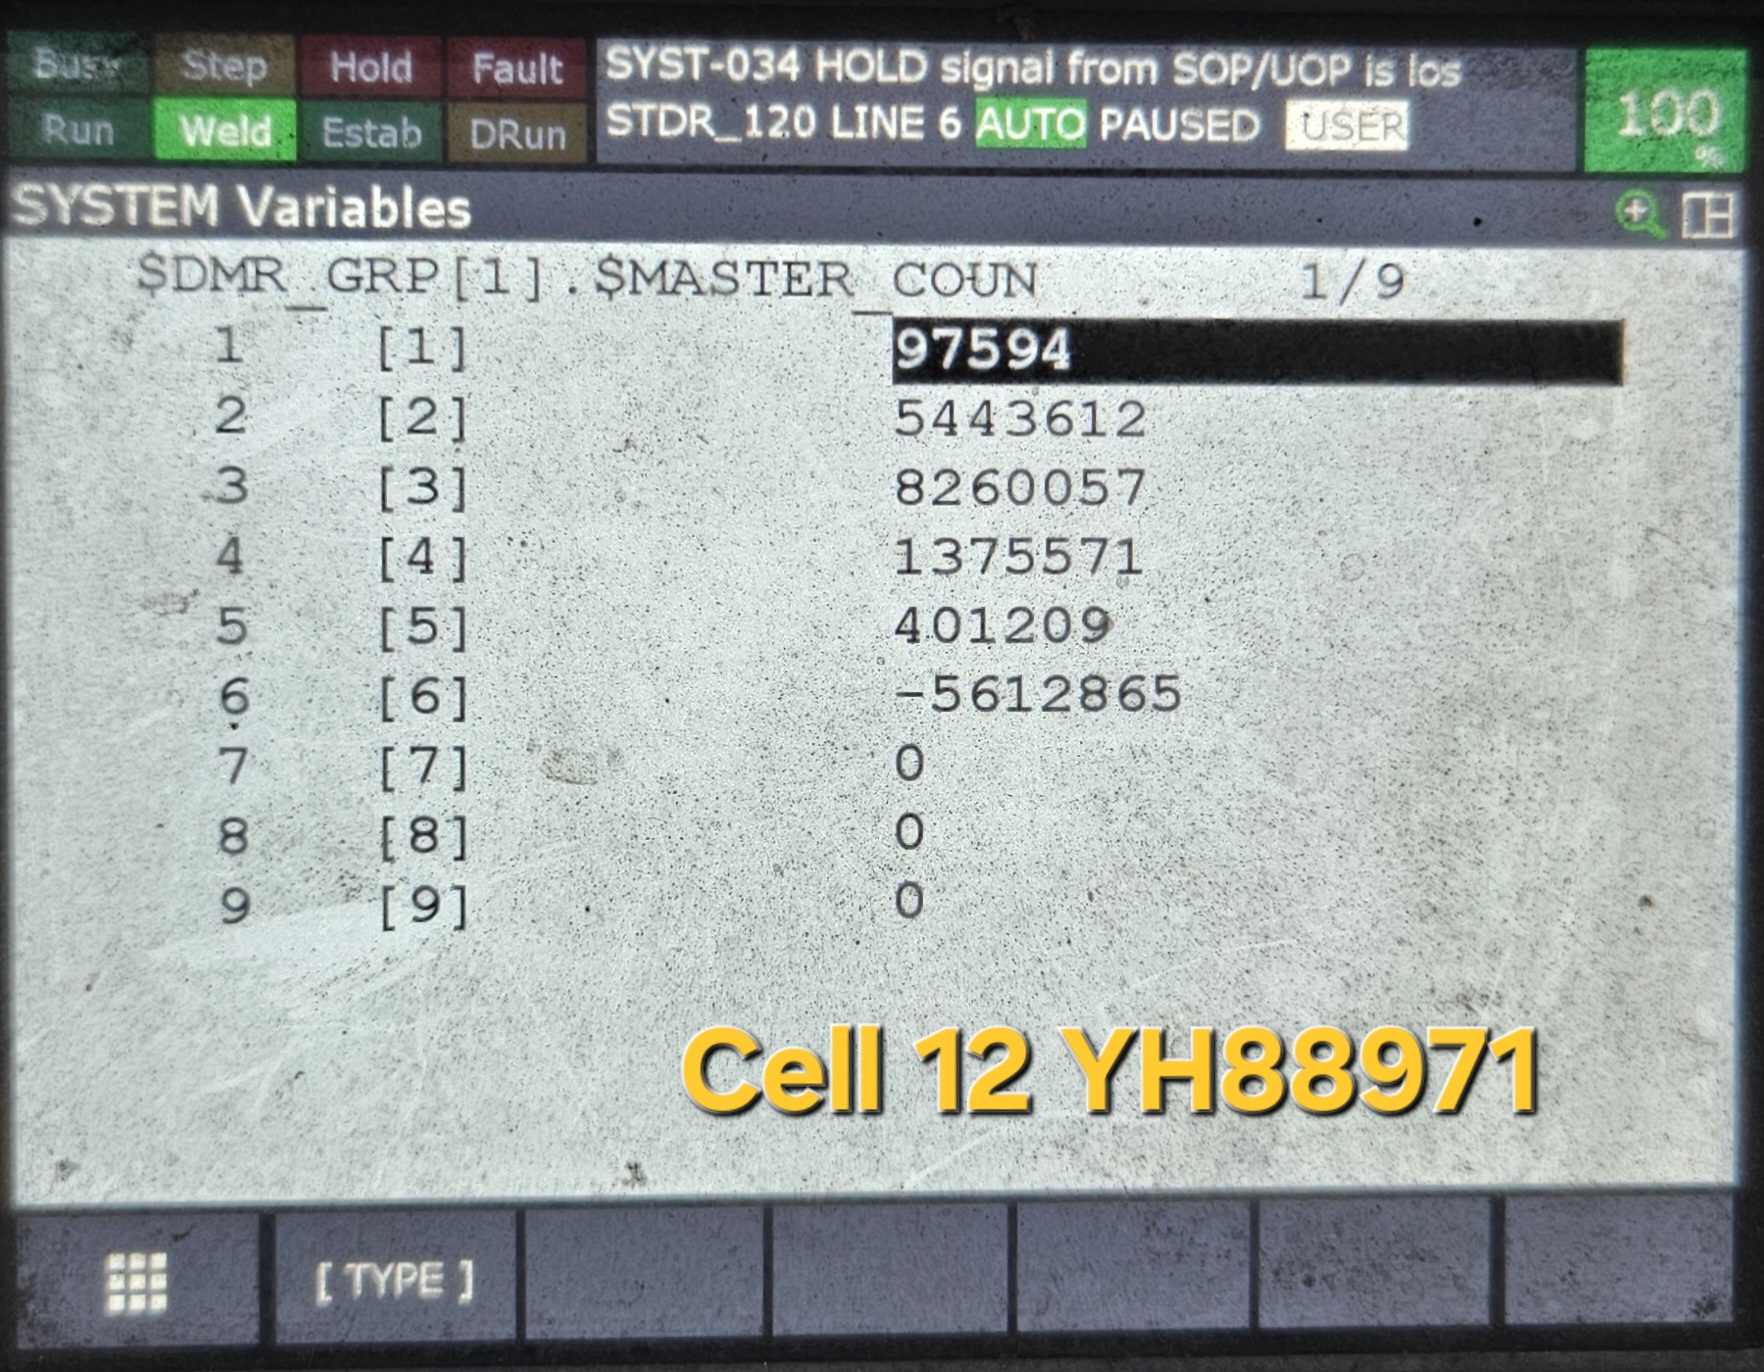 Busy Step Hold Fault SYST-034 HOLD signal from SOP/UOP is los
Run Weld Estab DRun STDR_120 LINE 6 AUTO PAUSED USER 100 %
SYSTEM Variables
$DMR_GRP[1].$MASTER_COUN 1/9
1 [1] 97594
2 [2] 5443612
3 [3] 8260057
4 [4] 1375571
5 [5] 401209
6 [6] -5612865
7 [7] 0
8 [8] 0
9 [9] 0
Cell 12 YH88971
[ TYPE ]